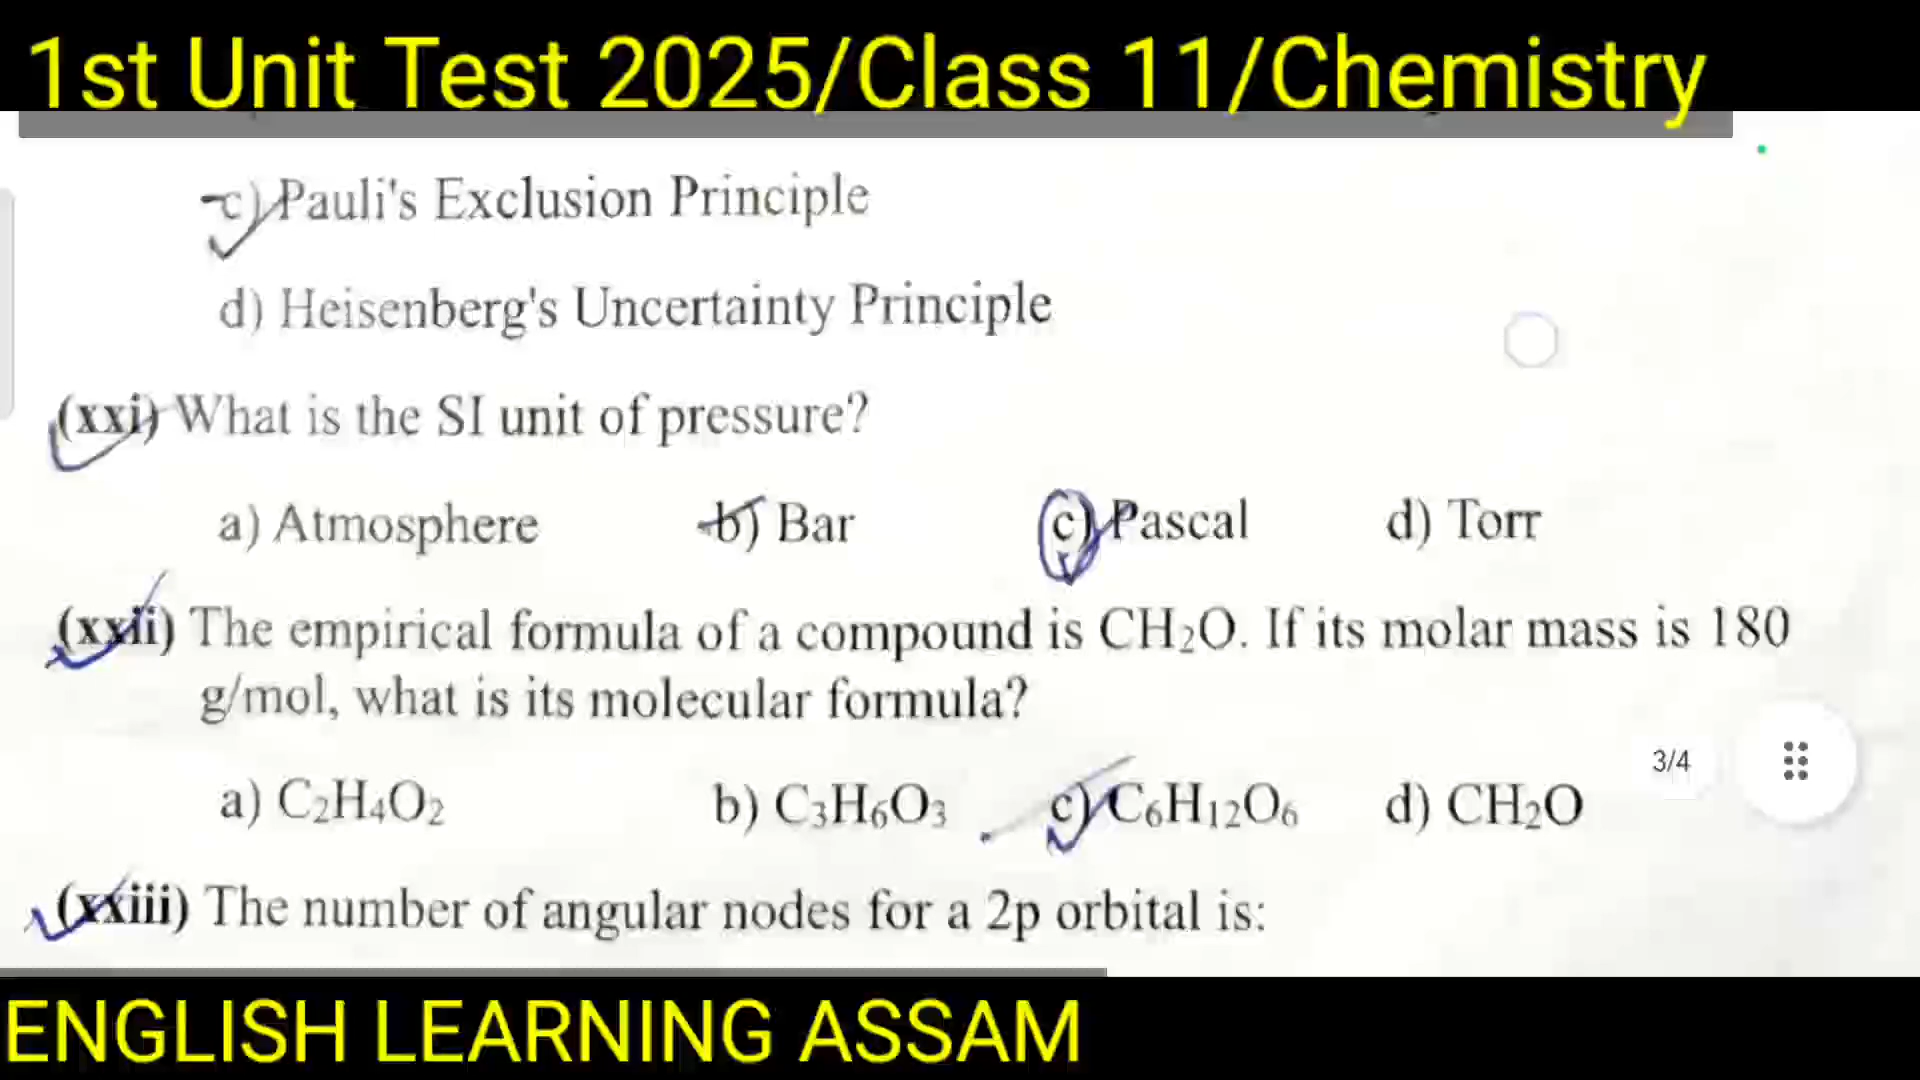 1st Unit Test 2025/Class 11/Chemistry
c) Pauli's Exclusion Principle
d) Heisenberg's Uncertainty Principle
(xxi) What is the SI unit of pressure?
a) Atmosphere b) Bar c) Pascal d) Torr
(xxii) The empirical formula of a compound is CH₂O. If its molar mass is 180
g/mol, what is its molecular formula?
a) C₂H₄O₂ b) C₃H₆O₃ c) C₆H₁₂O₆ d) CH₂O
3/4
(xxiii) The number of angular nodes for a 2p orbital is:
ENGLISH LEARNING ASSAM